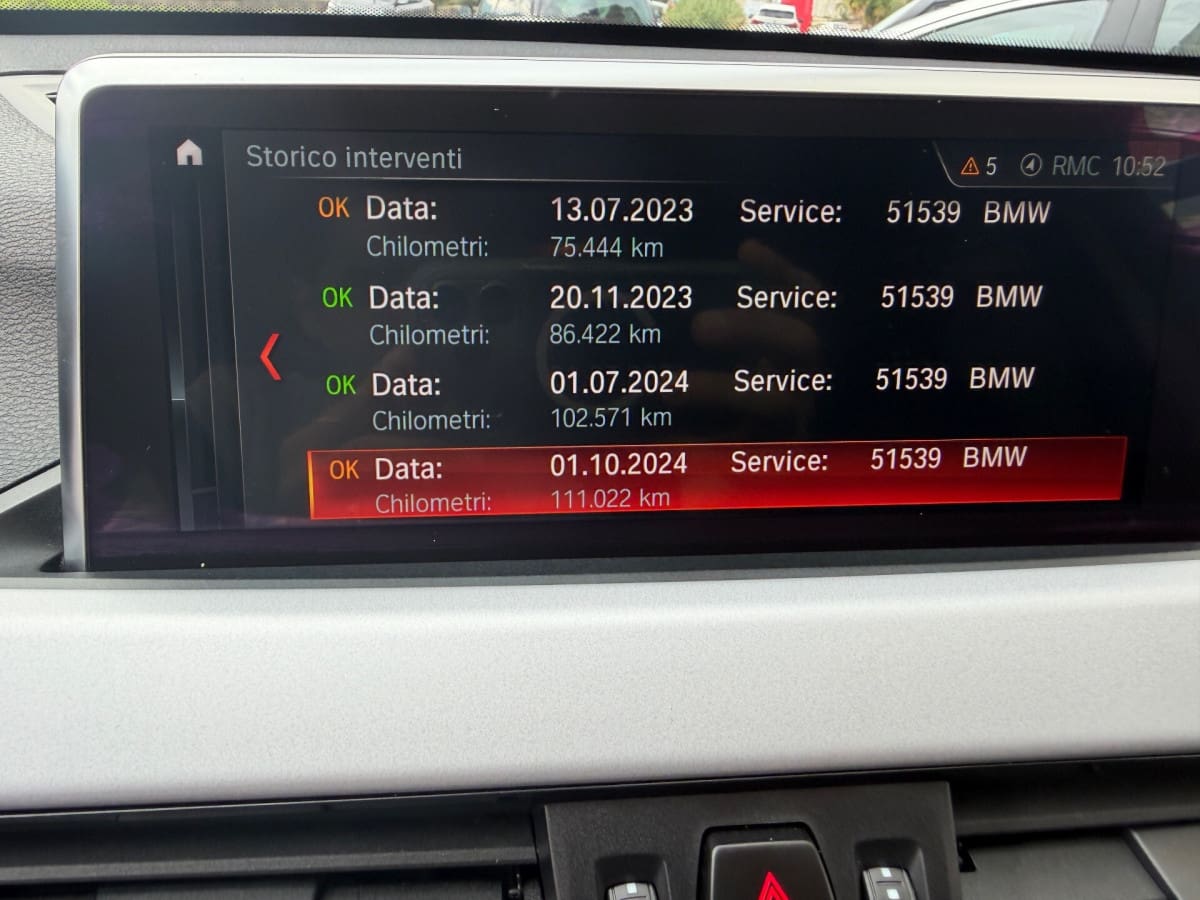 Storico interventi
5 RMC 10:52
OK Data: 13.07.2023 Service: 51539 BMW
Chilometri: 75.444 km
OK Data: 20.11.2023 Service: 51539 BMW
Chilometri: 86.422 km
OK Data: 01.07.2024 Service: 51539 BMW
Chilometri: 102.571 km
OK Data: 01.10.2024 Service: 51539 BMW
Chilometri: 111.022 km